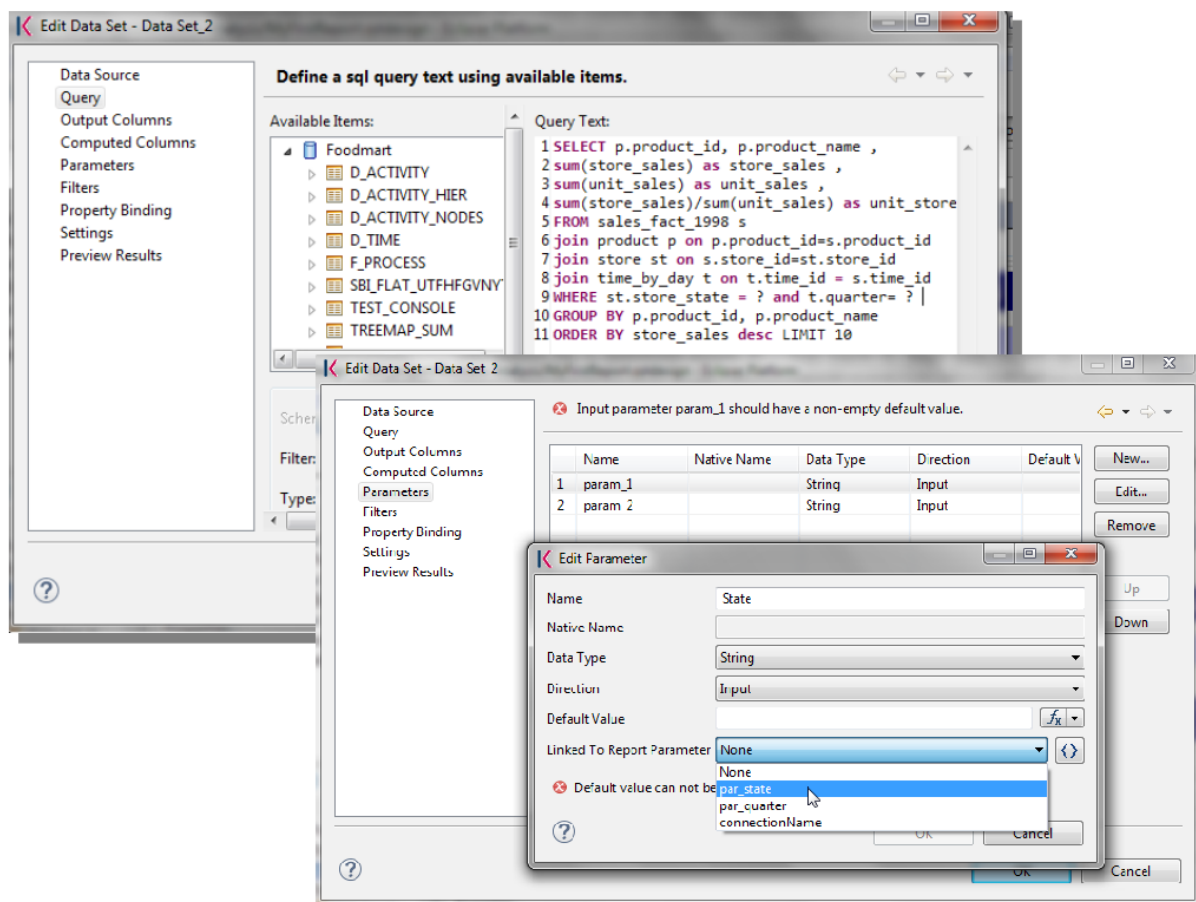 Edit Data Set - Data Set_2
Data Source
Query
Output Columns
Computed Columns
Parameters
Filters
Property Binding
Settings
Preview Results
Define a sql query text using available items.
Available Items:
Foodmart
D_ACTIVITY
D_ACTIVITY_HIER
D_ACTIVITY_NODES
D_TIME
F_PROCESS
SBI_FLAT_UTFHFGVNY
TEST_CONSOLE
TREEMAP_SUM
Query Text:
1 SELECT p.product_id, p.product_name ,
2 sum(store_sales) as store_sales ,
3 sum(unit_sales) as unit_sales ,
4 sum(store_sales)/sum(unit_sales) as unit_store
5 FROM sales_fact_1998 s
6 join product p on p.product_id=s.product_id
7 join store st on s.store_id=st.store_id
8 join time_by_day t on t.time_id = s.time_id
9 WHERE st.store_state = ? and t.quarter= ?
10 GROUP BY p.product_id, p.product_name
11 ORDER BY store_sales desc LIMIT 10
Schem
Filter:
Type:
Edit Data Set - Data Set 2
Data Source
Query
Output Columns
Computed Columns
Parameters
Filters
Property Binding
Settings
Preview Results
Input parameter param_1 should have a non-empty default value.
Name Native Name Data Type Direction Default V
1 param_1 String Input
2 param 2 String Input
New...
Edit...
Remove
Up
Down
Edit Parameter
Name State
Native Name
Data Type String
Direction Input
Default Value fx
Linked To Report Parameter None
None
par_state
par_quarter
connectionName
Default value can not be
OK Cancel
OK Cancel